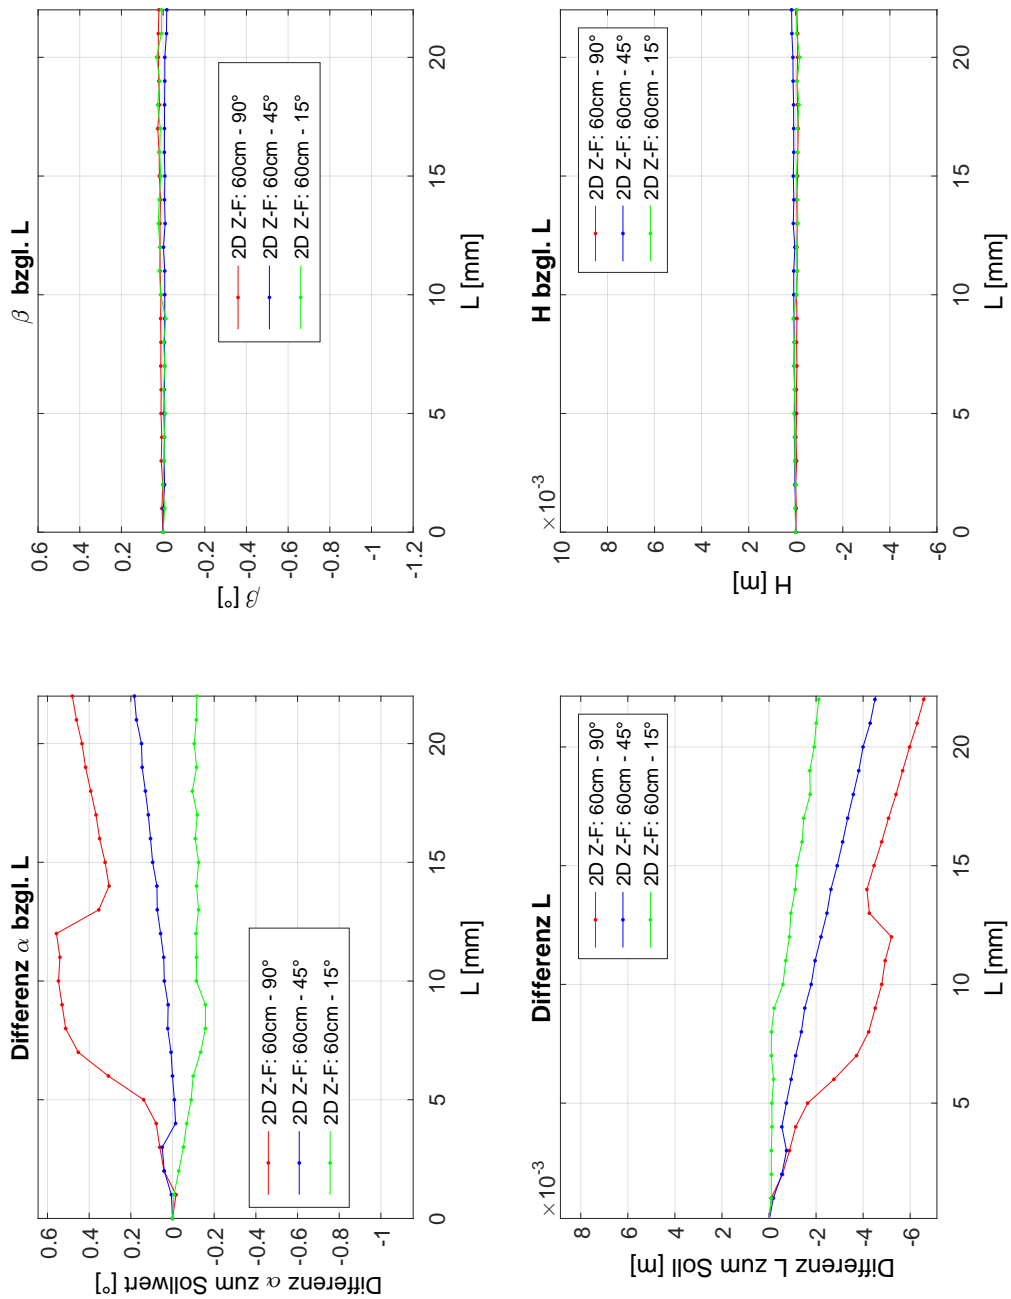 Differenz α bzgl. L
Differenz α zum Sollwert [°]
0.6
0.4
0.2
0
-0.2
-0.4
-0.6
-0.8
-1
0
5
10
15
20
L [mm]
2D Z-F: 60cm - 90°
2D Z-F: 60cm - 45°
2D Z-F: 60cm - 15°
β bzgl. L
β [°]
0.6
0.4
0.2
0
-0.2
-0.4
-0.6
-0.8
-1
-1.2
0
5
10
15
20
L [mm]
2D Z-F: 60cm - 90°
2D Z-F: 60cm - 45°
2D Z-F: 60cm - 15°
Differenz L
×10⁻³
Differenz L zum Soll [m]
8
6
4
2
0
-2
-4
-6
5
10
15
20
L [mm]
2D Z-F: 60cm - 90°
2D Z-F: 60cm - 45°
2D Z-F: 60cm - 15°
H bzgl. L
×10⁻³
H [m]
10
8
6
4
2
0
-2
-4
-6
0
5
10
15
20
L [mm]
2D Z-F: 60cm - 90°
2D Z-F: 60cm - 45°
2D Z-F: 60cm - 15°